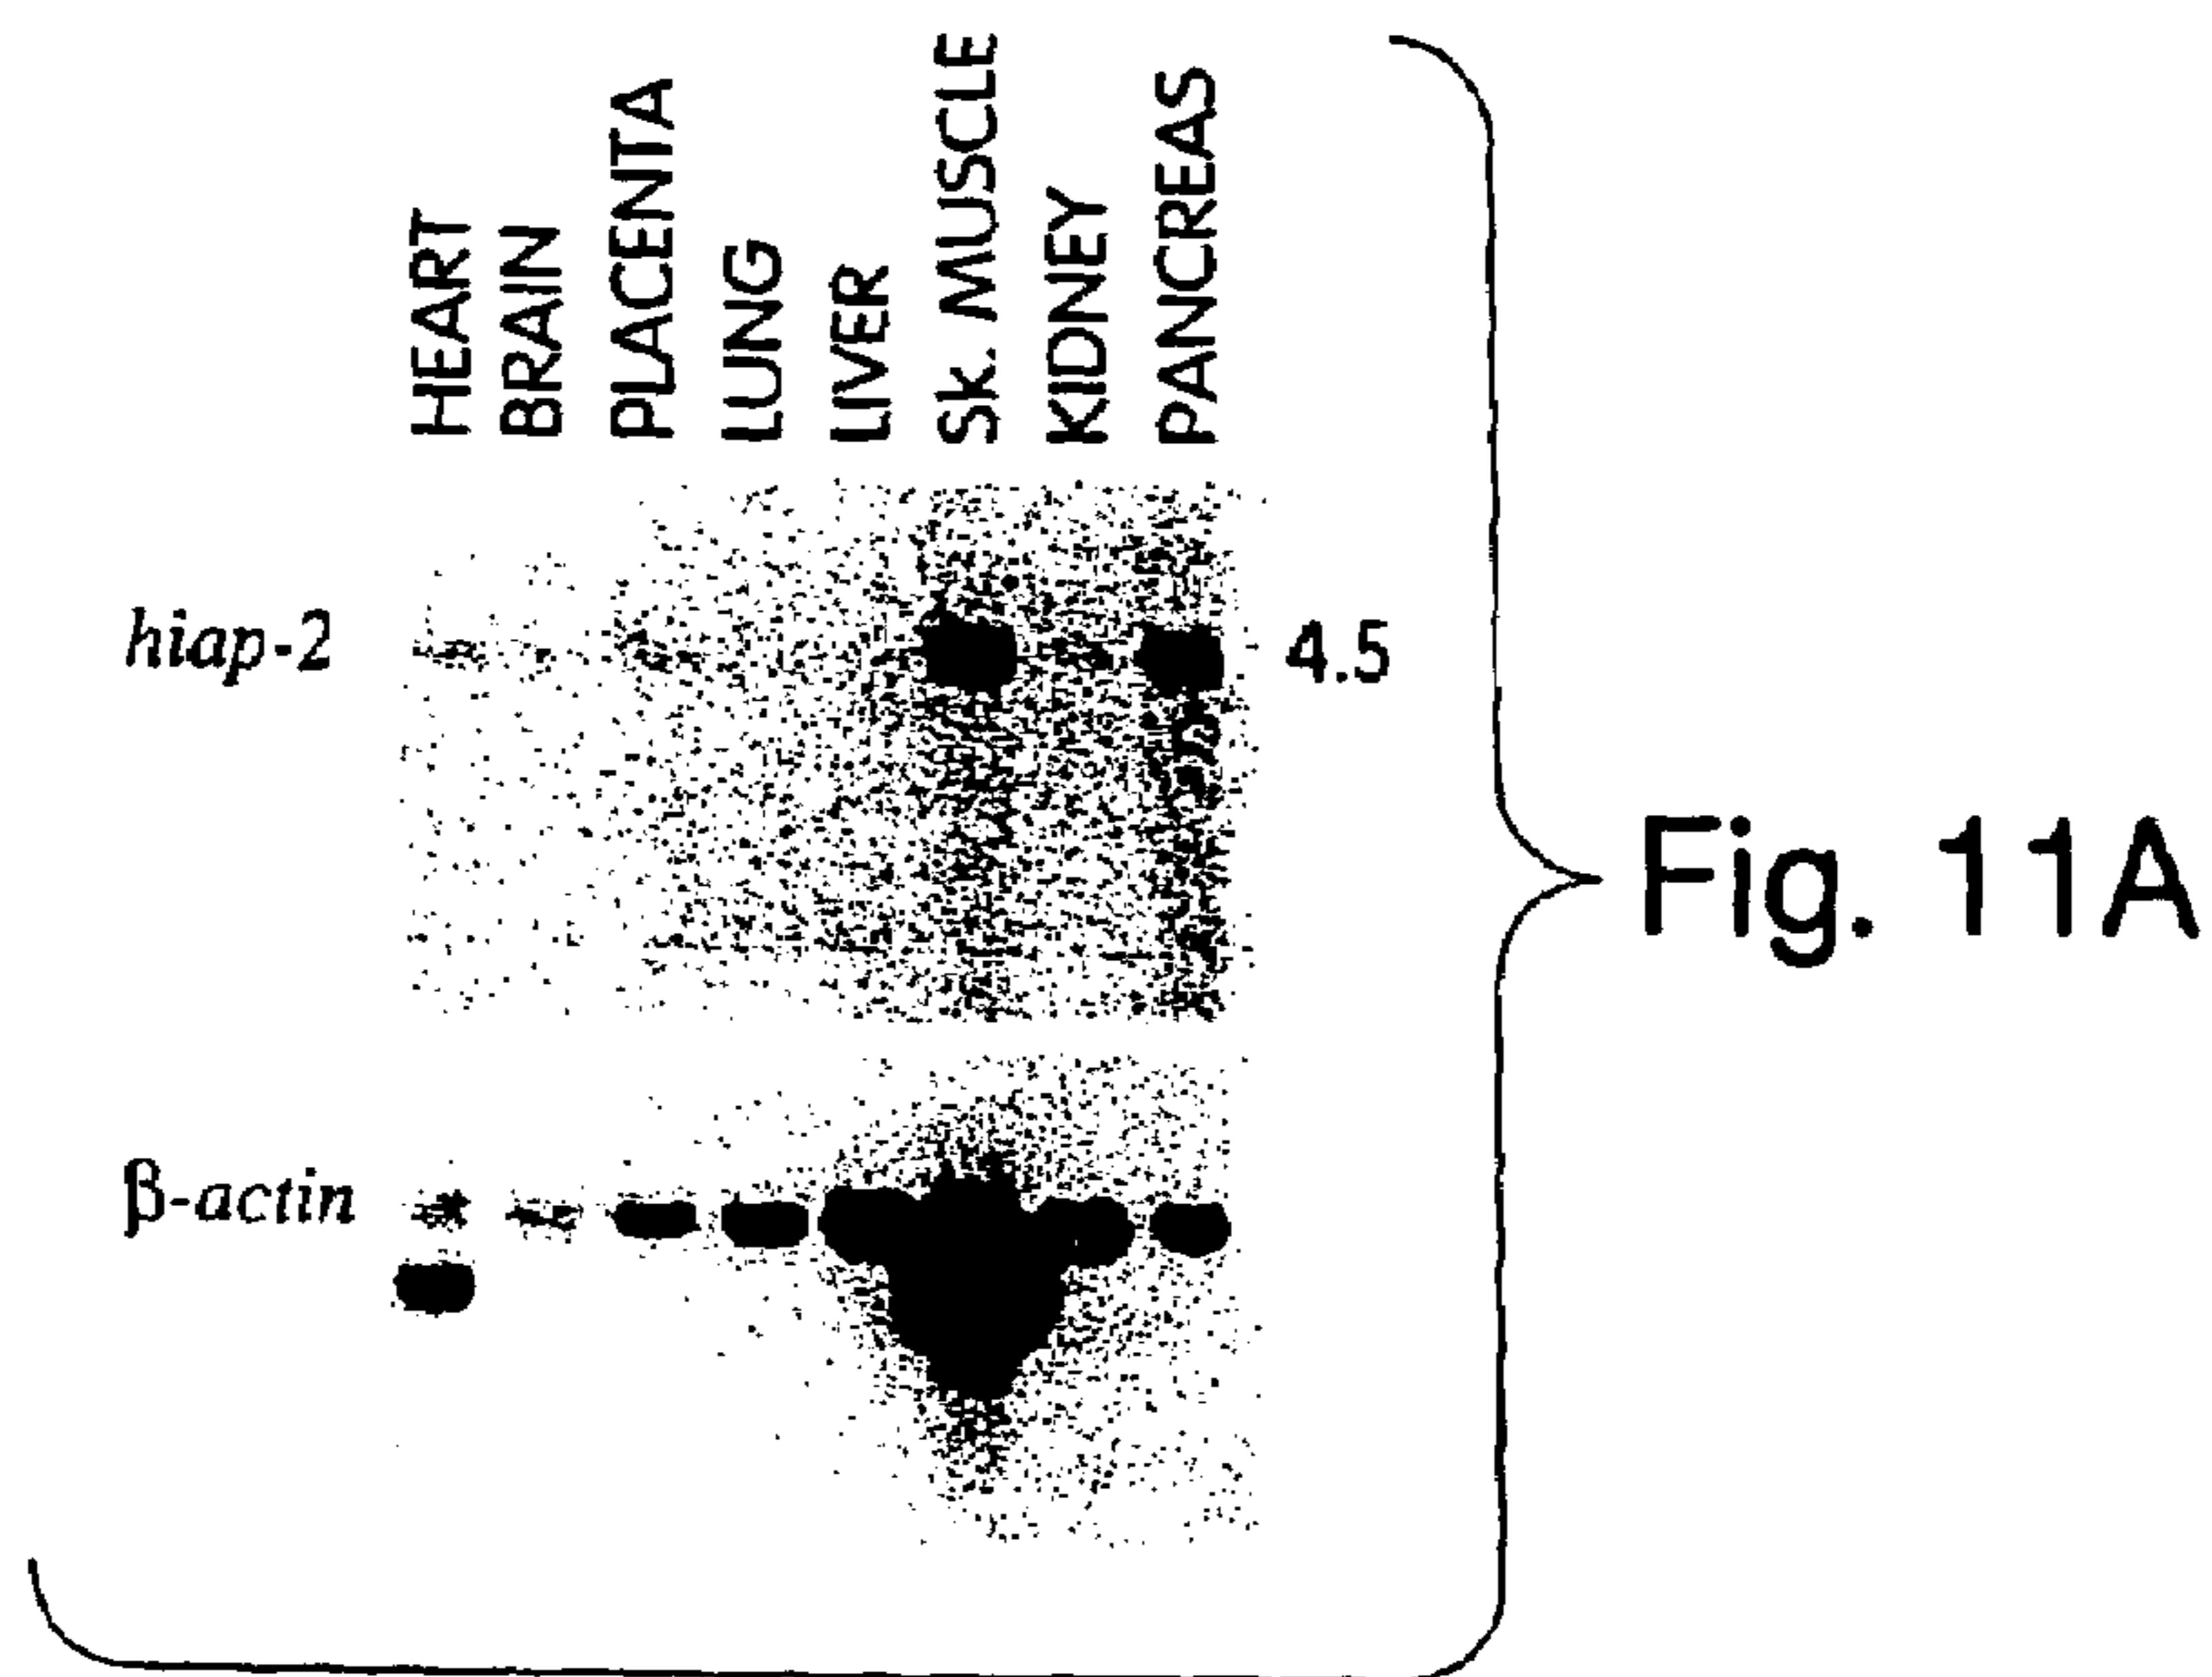 HEART
BRAIN
PLACENTA
LUNG
LIVER
Sk. MUSCLE
KIDNEY
PANCREAS
hiap-2
4.5
β-actin
Fig. 11A